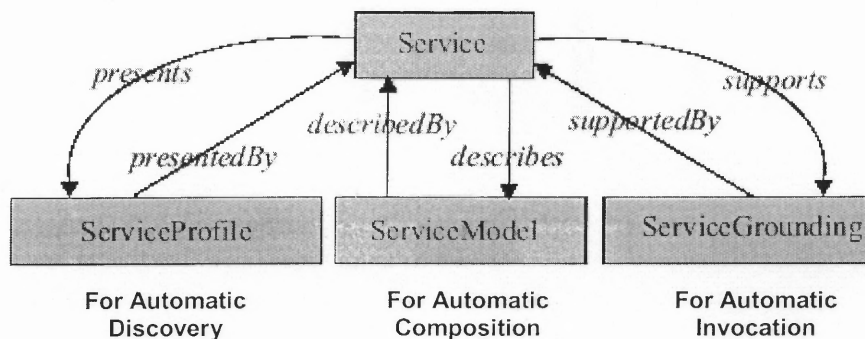 Service
presents
supports
describedBy
supportedBy
presentedBy
describes
ServiceProfile
ServiceModel
ServiceGrounding
For Automatic
Discovery
For Automatic
Composition
For Automatic
Invocation